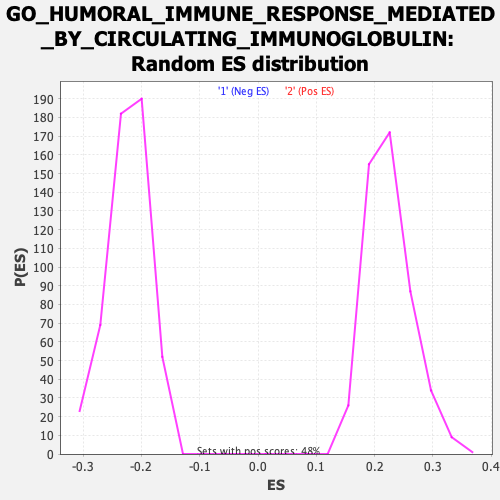 GO_HUMORAL_IMMUNE_RESPONSE_MEDIATED
_BY_CIRCULATING_IMMUNOGLOBULIN:
Random ES distribution
'1' (Neg ES) '2' (Pos ES)
190
180
170
160
150
140
130
120
110
100
90
80
70
60
50
40
30
20
10
0
P(ES)
Sets with pos scores: 48%
-0.3 -0.2 -0.1 0.0 0.1 0.2 0.3 0.4
ES